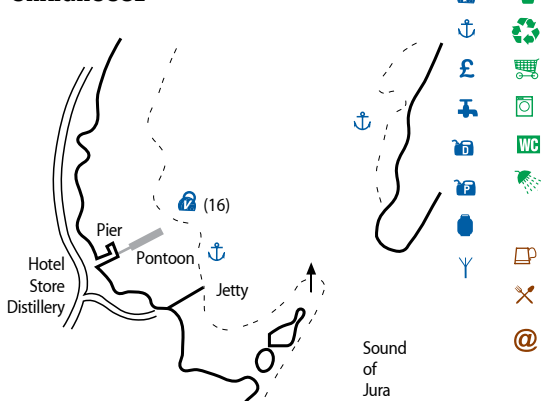 (16)
Pier
Pontoon
Hotel
Store
Distillery
Jetty
Sound
of
Jura
£
D
P
V
WC
@